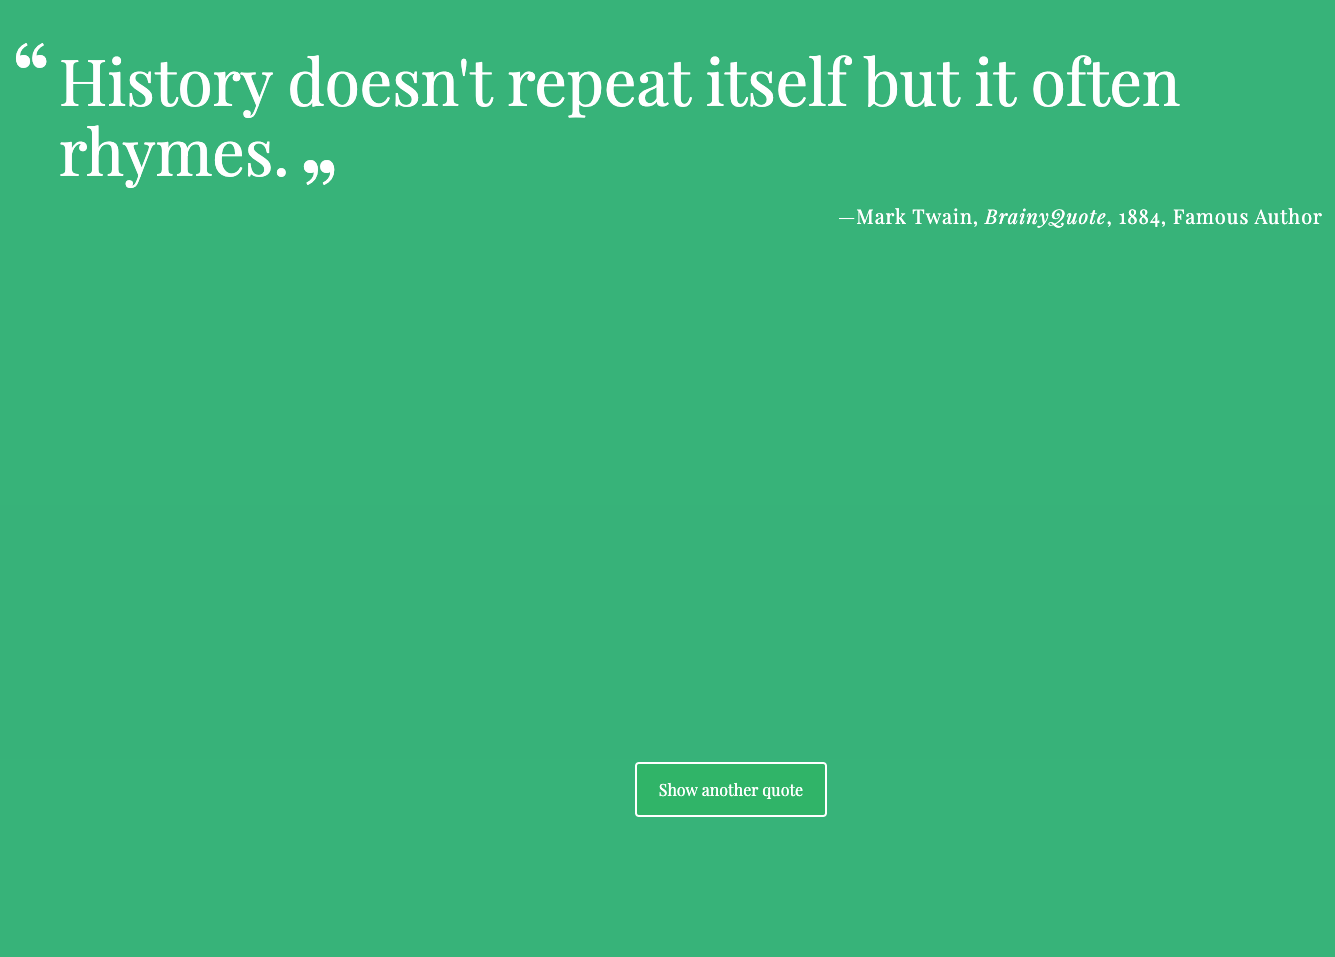 “ History doesn't repeat itself but it often
rhymes. ”
—Mark Twain, BrainyQuote, 1884, Famous Author
Show another quote